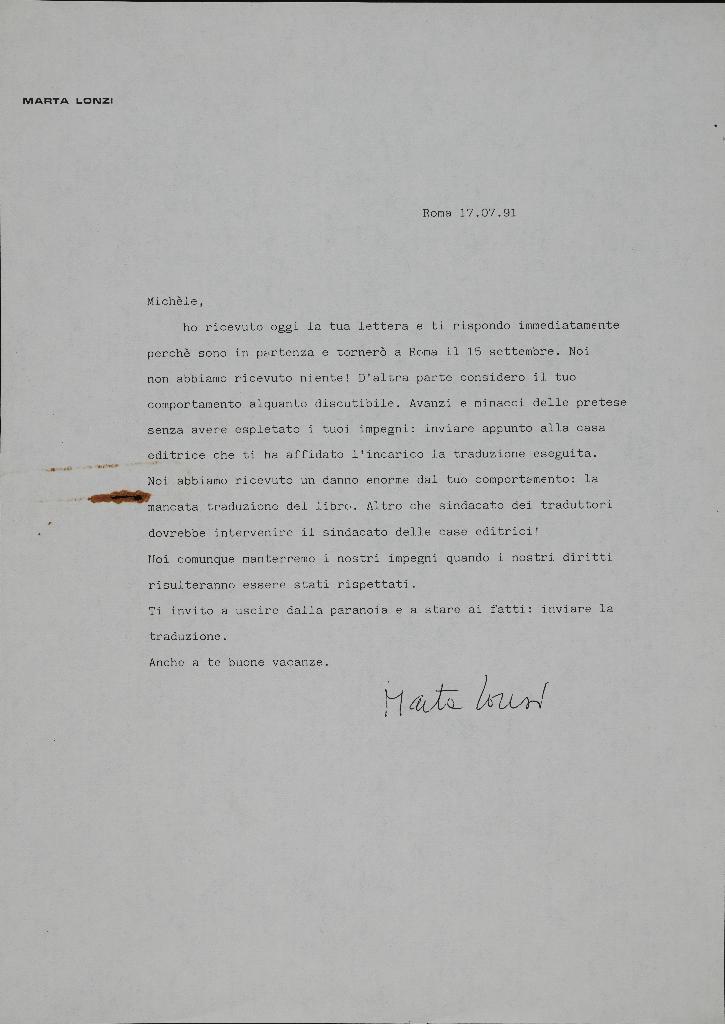 MARTA LONZI
Roma 17.07.91
Michèle,
ho ricevuto oggi la tua lettera e ti rispondo immediatamente
perchè sono in partenza e tornerò a Roma il 15 settembre. Noi
non abbiamo ricevuto niente! D'altra parte considero il tuo
comportamento alquanto discutibile. Avanzi e minacci delle pretese
senza avere espletato i tuoi impegni: inviare appunto alla casa
editrice che ti ha affidato l'incarico la traduzione eseguita.
Noi abbiamo ricevuto un danno enorme dal tuo comportamento: la
mancata traduzione del libro. Altro che sindacato dei traduttori
dovrebbe intervenire il sindacato delle case editrici!
Noi comunque manterremo i nostri impegni quando i nostri diritti
risulteranno essere stati rispettati.
Ti invito a uscire dalla paranoia e a stare ai fatti: inviare la
traduzione.
Anche a te buone vacanze.
Marta Lonzi